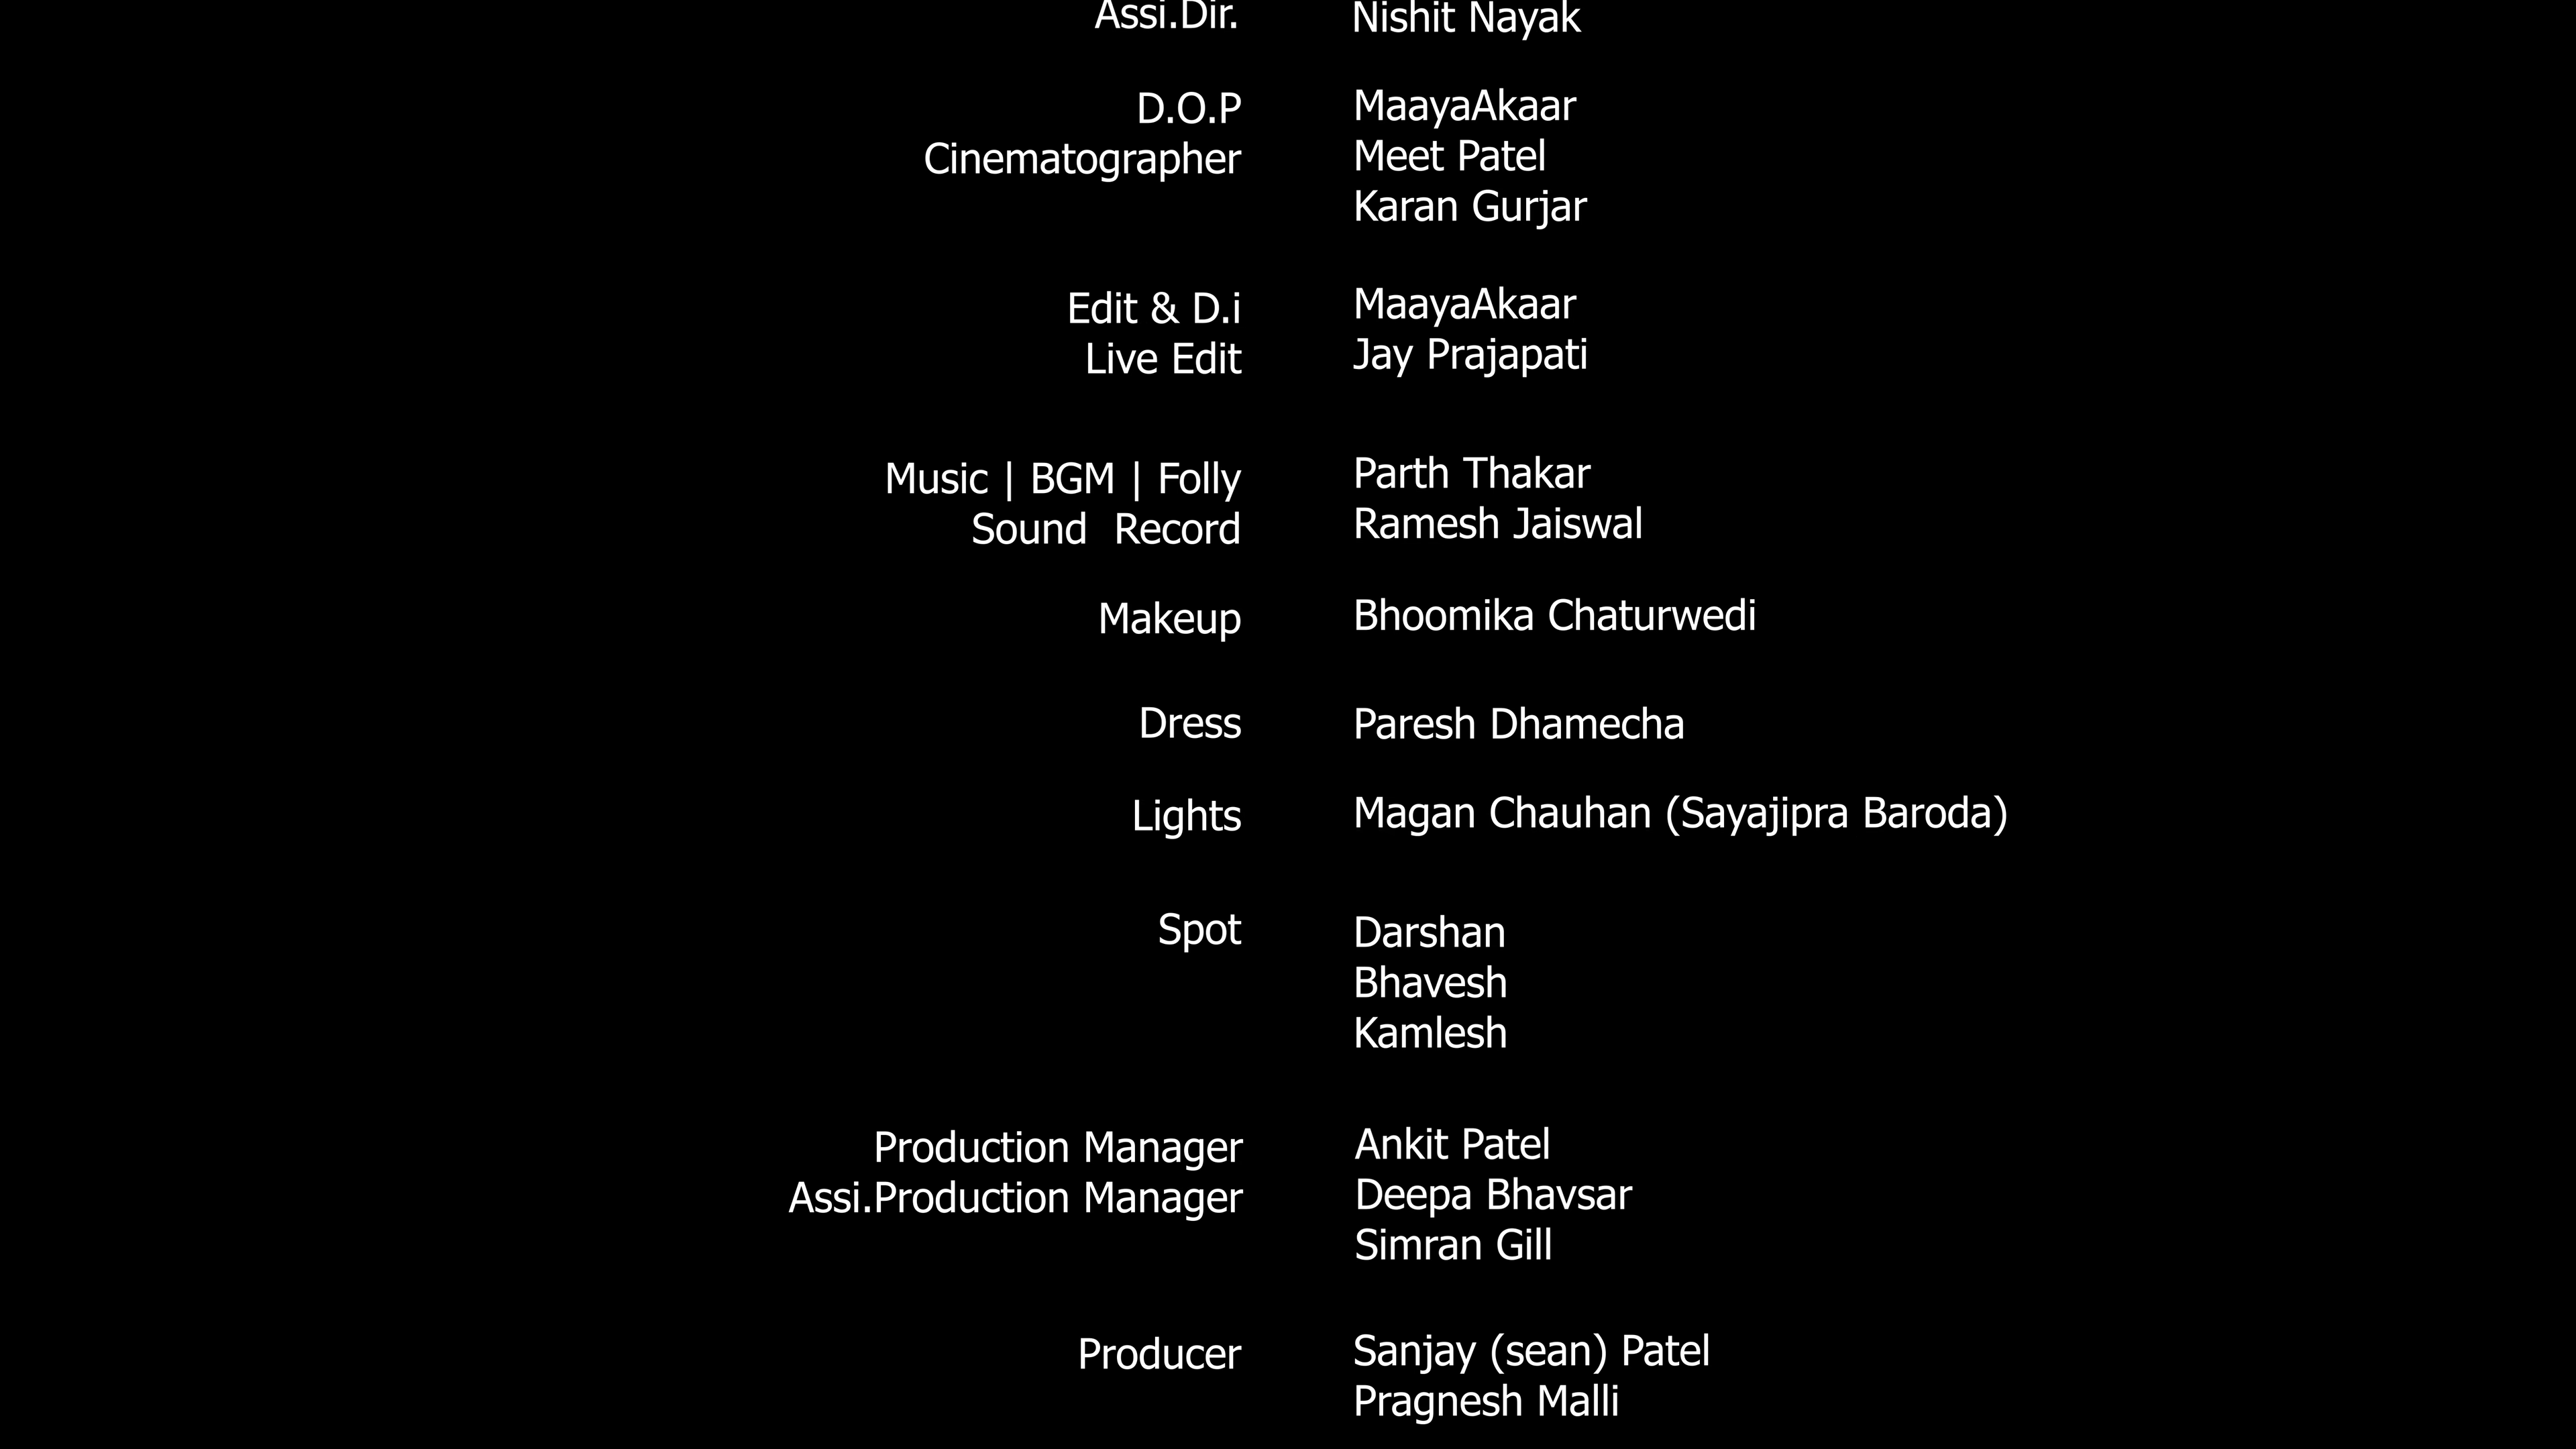 Assi.Dir. Nishit Nayak
D.O.P MaayaAkaar
Cinematographer Meet Patel
Karan Gurjar
Edit & D.i MaayaAkaar
Live Edit Jay Prajapati
Music | BGM | Folly Parth Thakar
Sound  Record Ramesh Jaiswal
Makeup Bhoomika Chaturwedi
Dress Paresh Dhamecha
Lights Magan Chauhan (Sayajipra Baroda)
Spot Darshan
Bhavesh
Kamlesh
Production Manager Ankit Patel
Assi.Production Manager Deepa Bhavsar
Simran Gill
Producer Sanjay (sean) Patel
Pragnesh Malli